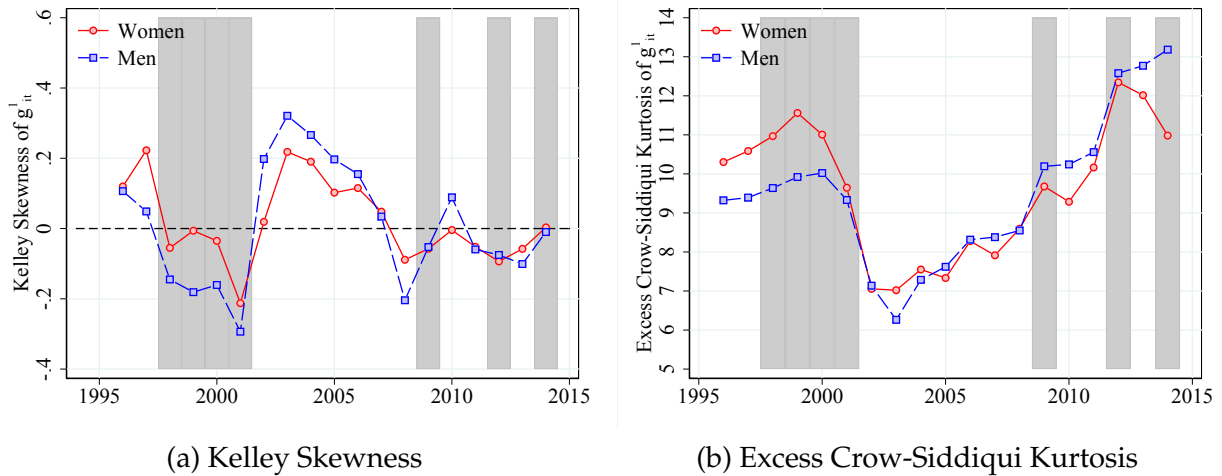 Kelley Skewness of g¹it
.6
.4
.2
0
-.2
-.4
Women
Men
1995 2000 2005 2010 2015
(a) Kelley Skewness
Excess Crow-Siddiqui Kurtosis of g¹it
14
13
12
11
10
9
8
7
6
5
Women
Men
1995 2000 2005 2010 2015
(b) Excess Crow-Siddiqui Kurtosis